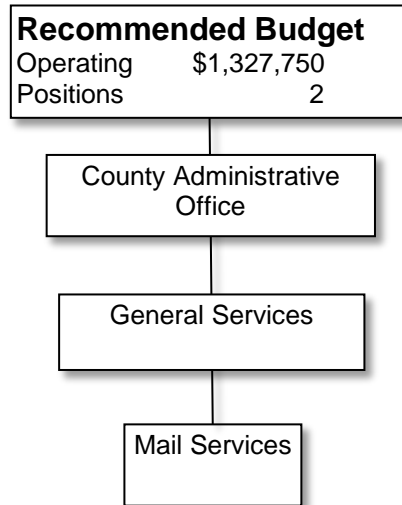 Recommended Budget
Operating $1,327,750
Positions 2
County Administrative
Office
General Services
Mail Services